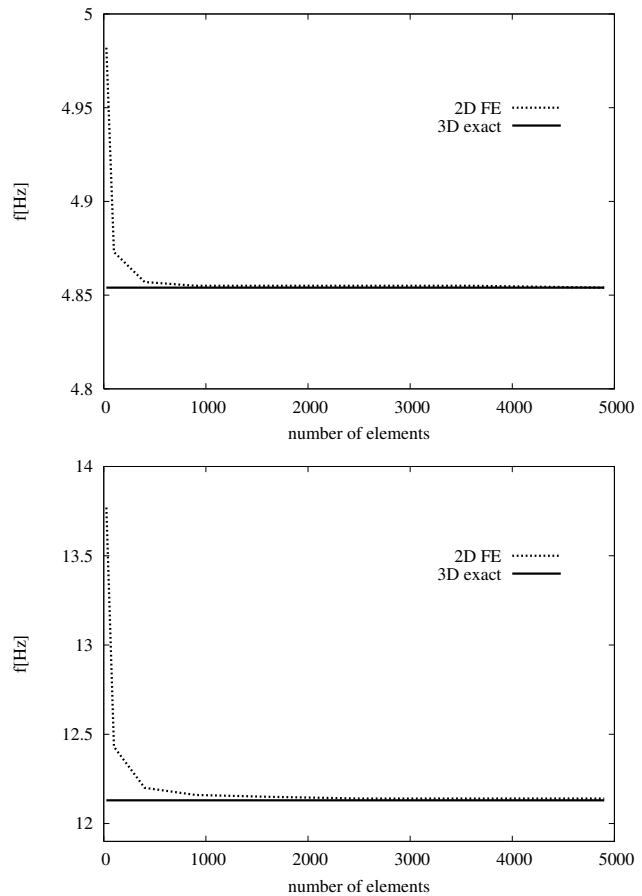 5
4.95
4.9
4.85
4.8
f[Hz]
2D FE
3D exact
0 1000 2000 3000 4000 5000
number of elements
14
13.5
13
12.5
12
f[Hz]
2D FE
3D exact
0 1000 2000 3000 4000 5000
number of elements